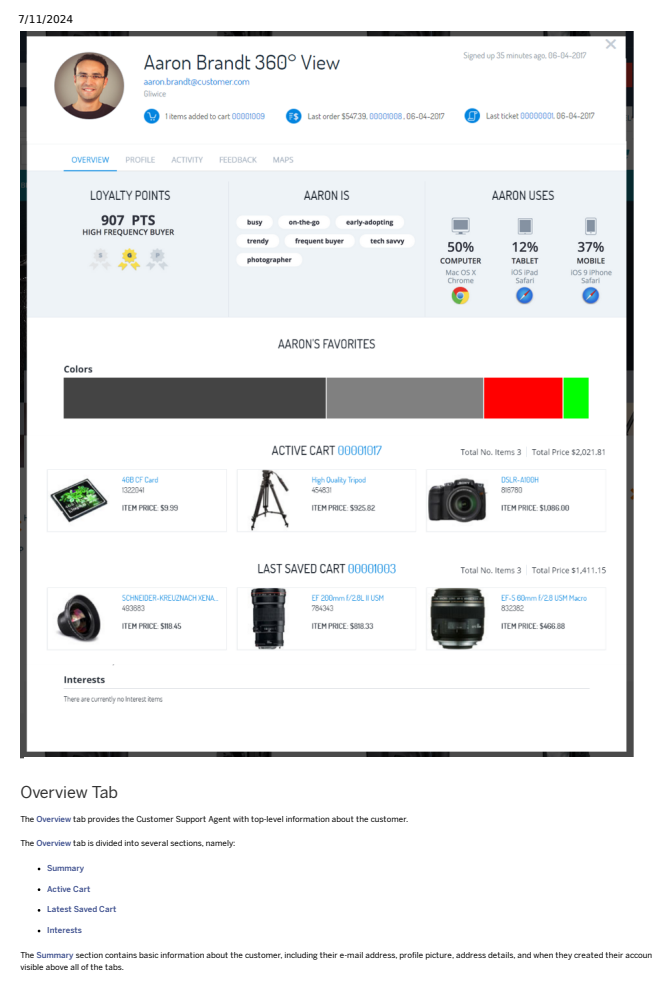 7/11/2024
Aaron Brandt 360° View
Signed up 35 minutes ago, 06-04-2017
aaron.brandt@customer.com
Gliwice
1 items added to cart 00001009
Last order $547.39, 00001008, 06-04-2017
Last ticket 00000001, 06-04-2017
OVERVIEW PROFILE ACTIVITY FEEDBACK MAPS
LOYALTY POINTS
907 PTS
HIGH FREQUENCY BUYER
S G P
AARON IS
busy on-the-go early-adopting
trendy frequent buyer tech savvy
photographer
AARON USES
50% 12% 37%
COMPUTER TABLET MOBILE
Mac OS X iOS iPad iOS 9 iPhone
Chrome Safari Safari
AARON'S FAVORITES
Colors
ACTIVE CART 00001017
Total No. Items 3 | Total Price $2,021.81
4GB CF Card
1322041
ITEM PRICE: $9.99
High Quality Tripod
454831
ITEM PRICE: $925.82
DSLR-A100H
816780
ITEM PRICE: $1,086.00
LAST SAVED CART 00001003
Total No. Items 3 | Total Price $1,411.15
SCHNEIDER-KREUZNACH XENA...
493683
ITEM PRICE: $118.45
EF 200mm f/2,8L II USM
784343
ITEM PRICE: $818.33
EF-S 60mm f/2,8 USM Macro
832382
ITEM PRICE: $466.88
Interests
There are currently no Interest items
Overview Tab
The Overview tab provides the Customer Support Agent with top-level information about the customer.
The Overview tab is divided into several sections, namely:
• Summary
• Active Cart
• Latest Saved Cart
• Interests
The Summary section contains basic information about the customer, including their e-mail address, profile picture, address details, and when they created their accoun
visible above all of the tabs.